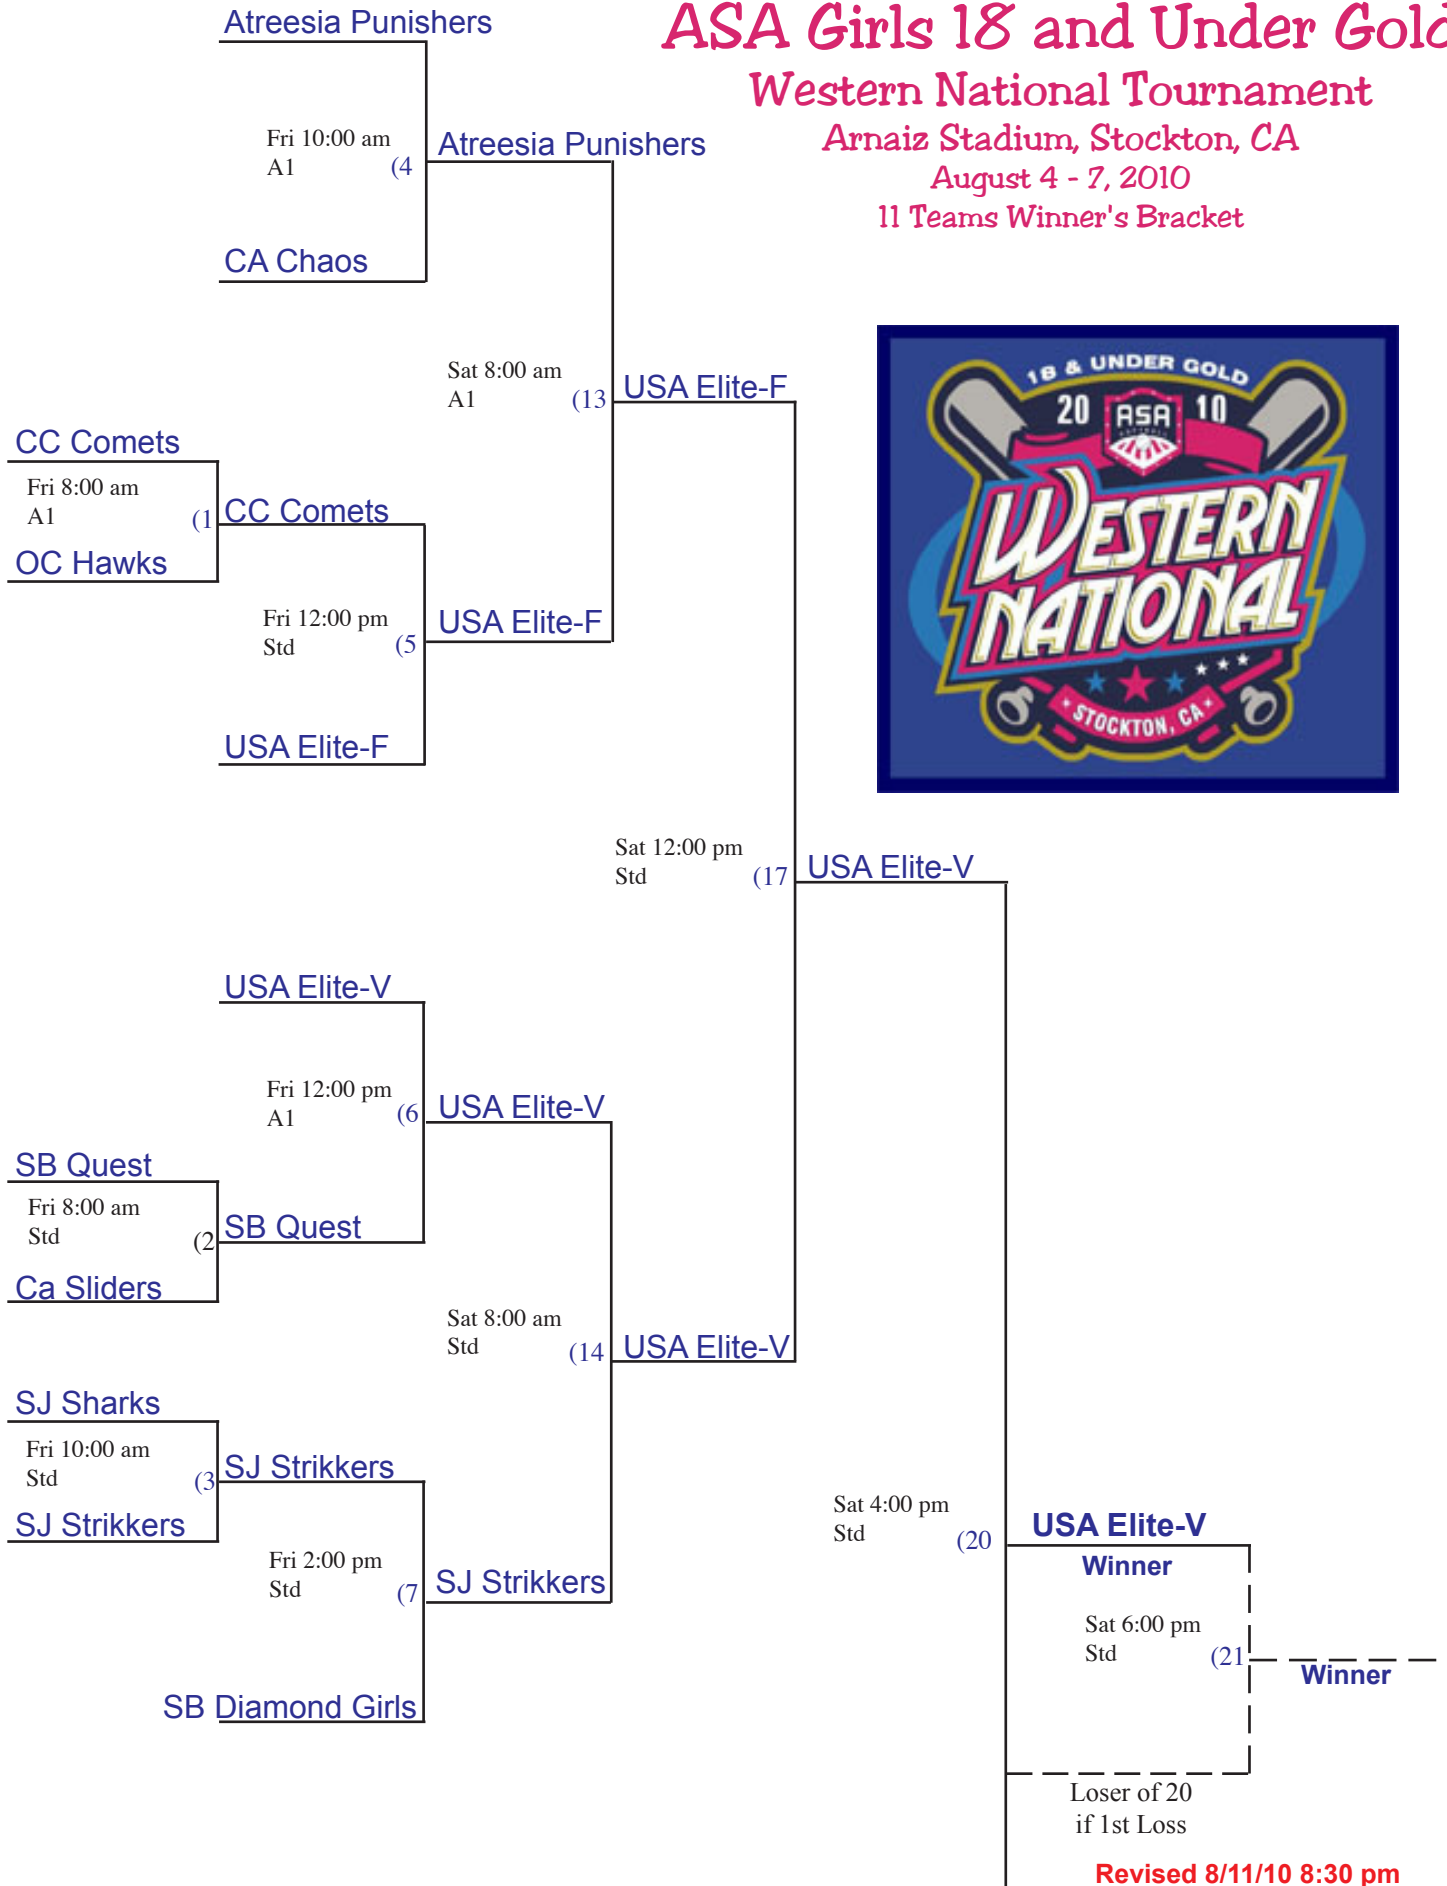 ASA Girls 18 and Under Gold
Western National Tournament
Arnaiz Stadium, Stockton, CA
August 4 - 7, 2010
11 Teams Winner's Bracket
Atreesia Punishers
Fri 10:00 am
A1 (4
Atreesia Punishers
CA Chaos
18 & UNDER GOLD
20 ASA 10
WESTERN
NATIONAL
STOCKTON, CA
Sat 8:00 am
A1 (13
USA Elite-F
CC Comets
Fri 8:00 am
A1 (1
CC Comets
OC Hawks
Fri 12:00 pm
Std (5
USA Elite-F
USA Elite-F
Sat 12:00 pm
Std (17
USA Elite-V
USA Elite-V
Fri 12:00 pm
A1 (6
USA Elite-V
SB Quest
Fri 8:00 am
Std (2
SB Quest
Ca Sliders
Sat 8:00 am
Std (14
USA Elite-V
SJ Sharks
Fri 10:00 am
Std (3
SJ Strikkers
SJ Strikkers
Fri 2:00 pm
Std (7
SJ Strikkers
SB Diamond Girls
Sat 4:00 pm
Std (20
USA Elite-V
Winner
Sat 6:00 pm
Std (21
Winner
Loser of 20
if 1st Loss
Revised 8/11/10 8:30 pm